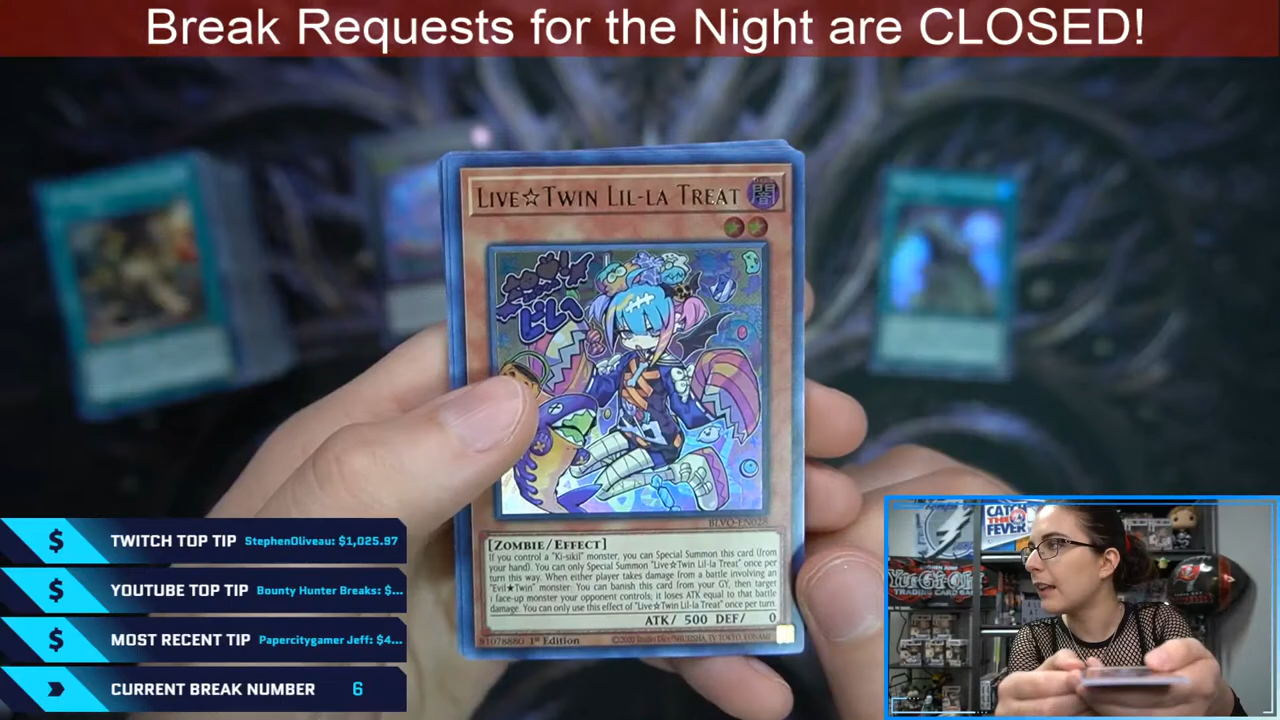 Break Requests for the Night are CLOSED!
LIVE☆TWIN LIL-LA TREAT
闇
BLVO-EN028
[ZOMBIE/EFFECT]
If you control a "Ki-sikil" monster, you can Special Summon this card (from
your hand). You can only Special Summon "Live☆Twin Lil-la Treat" once per
turn this way. When either player takes damage from a battle involving an
"Evil★Twin" monster: You can banish this card from your GY, then target
1 face-up monster your opponent controls; it loses ATK equal to that battle
damage. You can only use this effect of "Live☆Twin Lil-la Treat" once per turn
ATK/ 500 DEF/ 0
91078880 1st Edition
$ TWITCH TOP TIP StephenOliveau: $1,025.97
$ YOUTUBE TOP TIP Bounty Hunter Breaks: $...
$ MOST RECENT TIP Papercitygamer Jeff: $4...
CURRENT BREAK NUMBER 6
CATCH
THE
FEVER
Yu-Gi-Oh!
TRADING CARD GAME